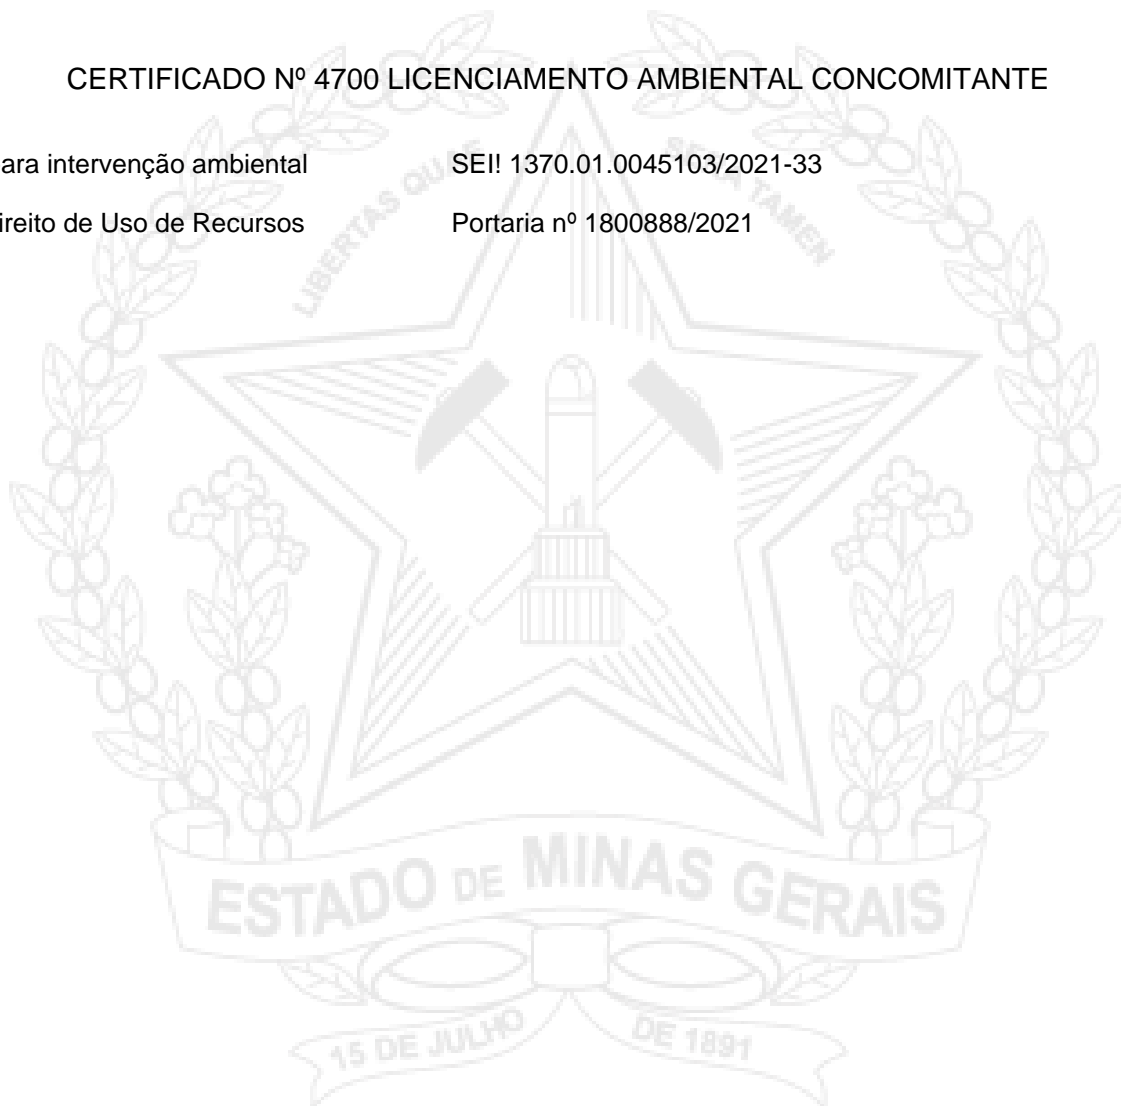 CERTIFICADO Nº 4700 LICENCIAMENTO AMBIENTAL CONCOMITANTE
ara intervenção ambiental SEI! 1370.01.0045103/2021-33
ireito de Uso de Recursos Portaria nº 1800888/2021
LIBERTAS QUAE SERA TAMEN
ESTADO DE MINAS GERAIS
15 DE JULHO DE 1891